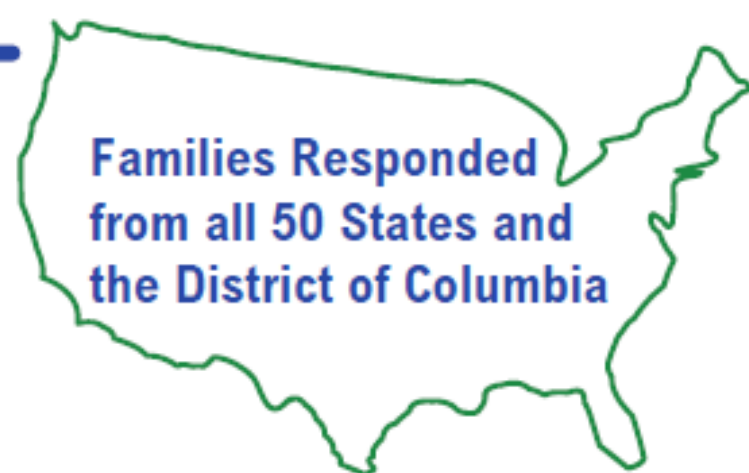 Families Responded
from all 50 States and
the District of Columbia